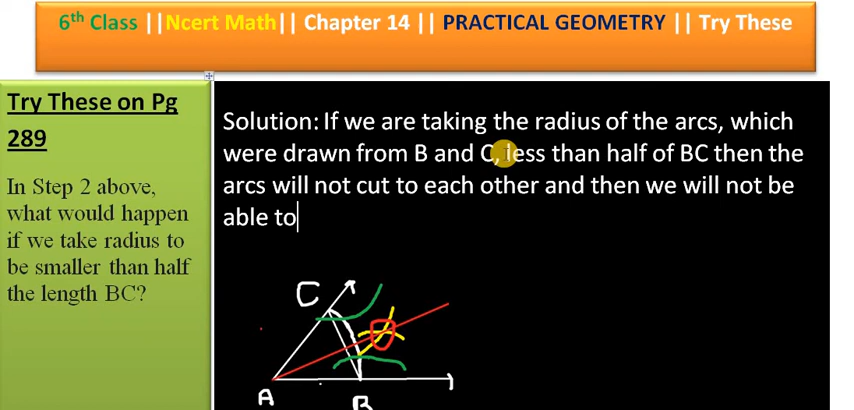 6th Class ||Ncert Math|| Chapter 14 || PRACTICAL GEOMETRY || Try These
Try These on Pg
289
In Step 2 above,
what would happen
if we take radius to
be smaller than half
the length BC?
Solution: If we are taking the radius of the arcs, which
were drawn from B and C, less than half of BC then the
arcs will not cut to each other and then we will not be
able to
C
A
B